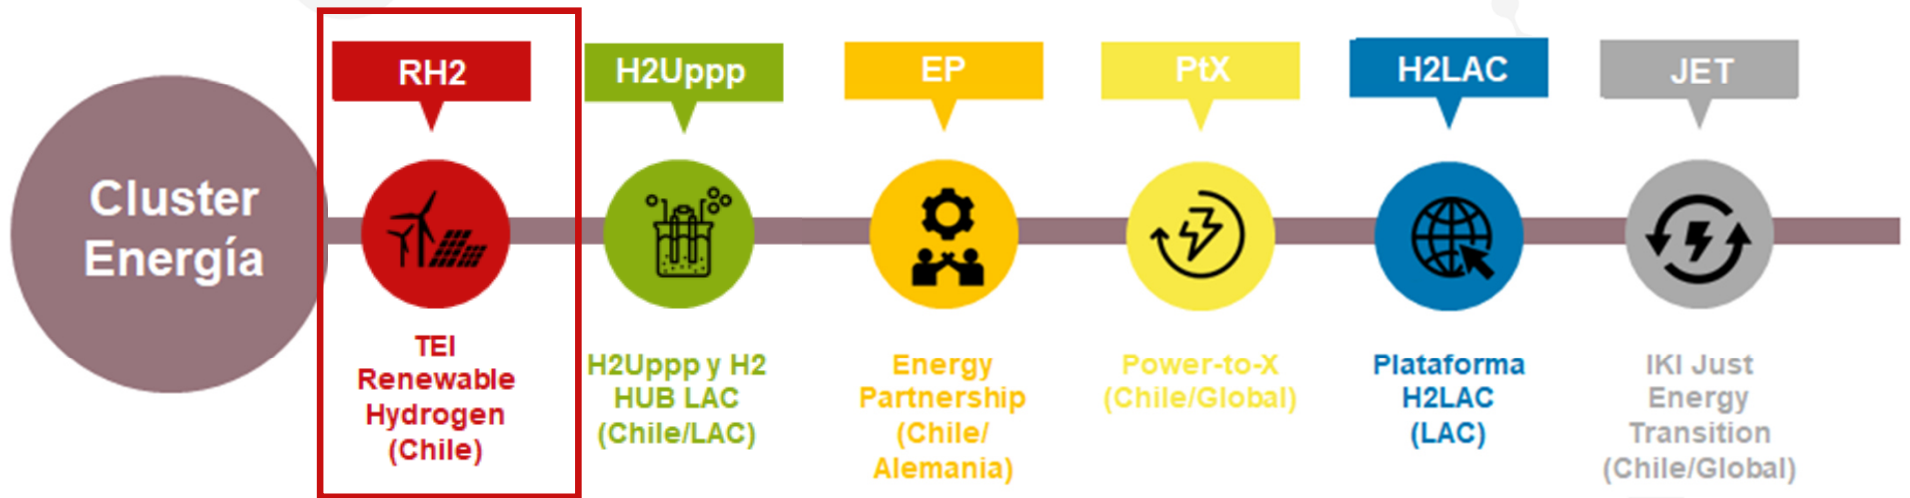 Cluster
Energía
RH2
TEI
Renewable
Hydrogen
(Chile)
H2Uppp
H2Uppp y H2
HUB LAC
(Chile/LAC)
EP
Energy
Partnership
(Chile/
Alemania)
PtX
Power-to-X
(Chile/Global)
H2LAC
Plataforma
H2LAC
(LAC)
JET
IKI Just
Energy
Transition
(Chile/Global)